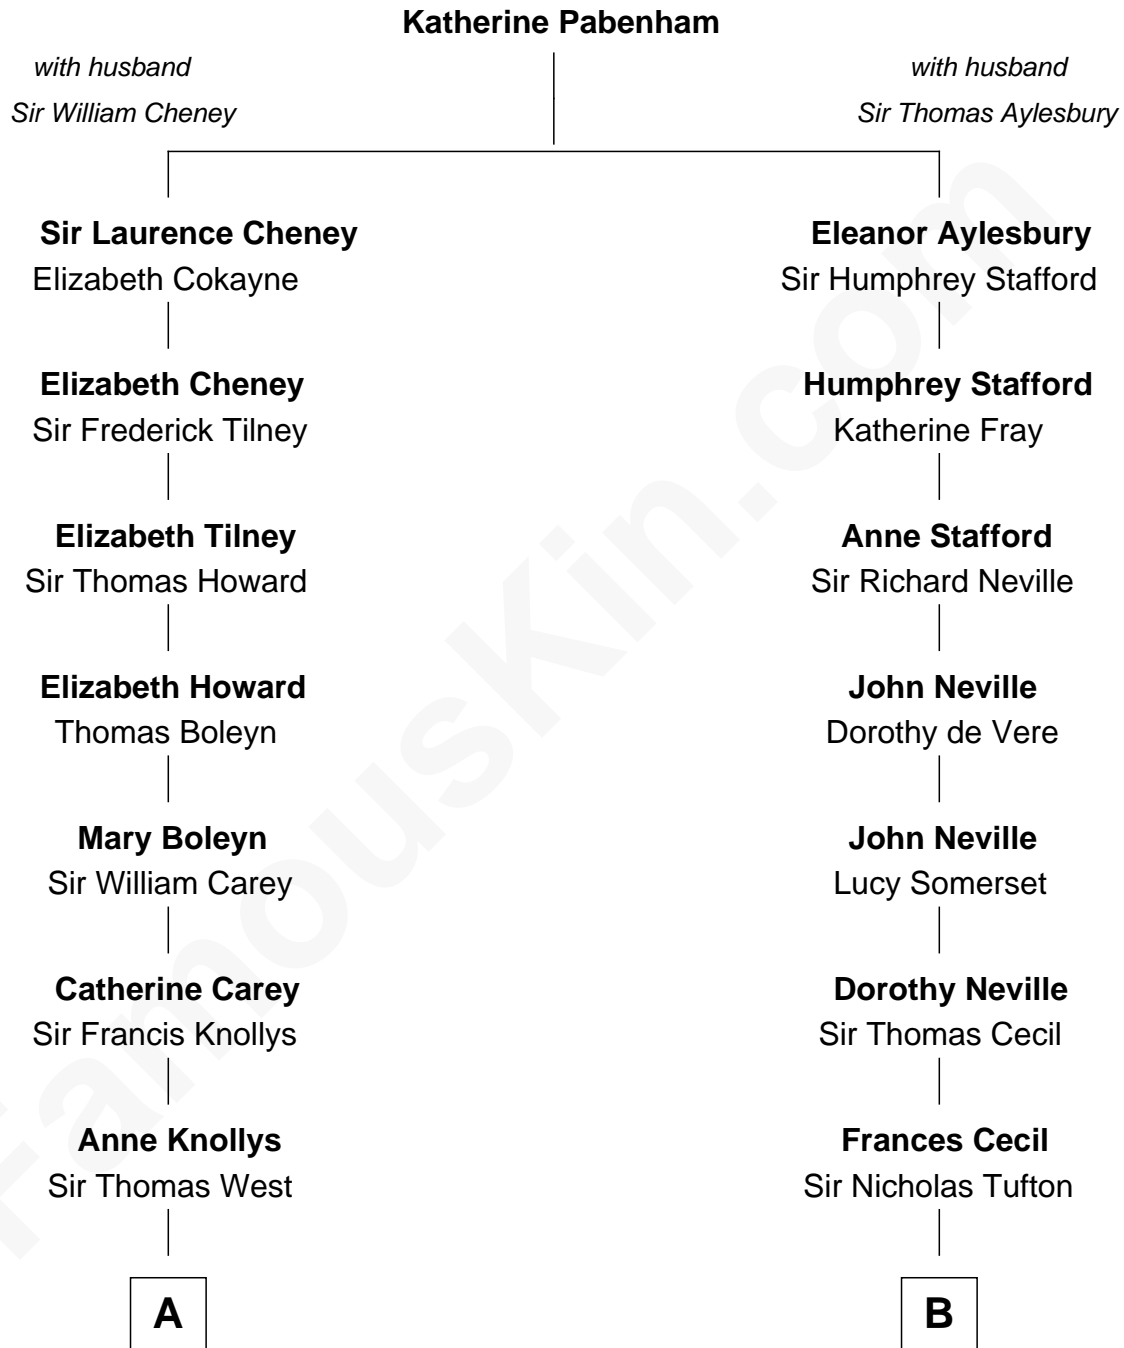 Katherine Pabenham
with husband
Sir William Cheney
with husband
Sir Thomas Aylesbury
Sir Laurence Cheney
Elizabeth Cokayne
Eleanor Aylesbury
Sir Humphrey Stafford
Elizabeth Cheney
Sir Frederick Tilney
Humphrey Stafford
Katherine Fray
Elizabeth Tilney
Sir Thomas Howard
Anne Stafford
Sir Richard Neville
Elizabeth Howard
Thomas Boleyn
John Neville
Dorothy de Vere
Mary Boleyn
Sir William Carey
John Neville
Lucy Somerset
Catherine Carey
Sir Francis Knollys
Dorothy Neville
Sir Thomas Cecil
Anne Knollys
Sir Thomas West
Frances Cecil
Sir Nicholas Tufton
A
B
FamousKin.com